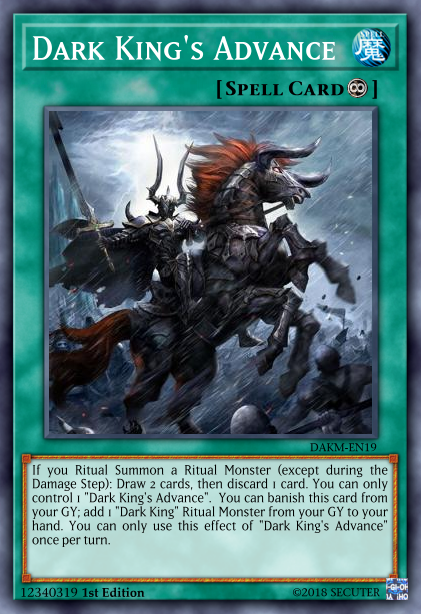 Dark King's Advance
魔
[Spell Card ]
DAKM-EN19
If you Ritual Summon a Ritual Monster (except during the
Damage Step): Draw 2 cards, then discard 1 card. You can only
control 1 "Dark King's Advance". You can banish this card from
your GY; add 1 "Dark King" Ritual Monster from your GY to your
hand. You can only use this effect of "Dark King's Advance"
once per turn.
12340319 1st Edition
©2018 SECUTER